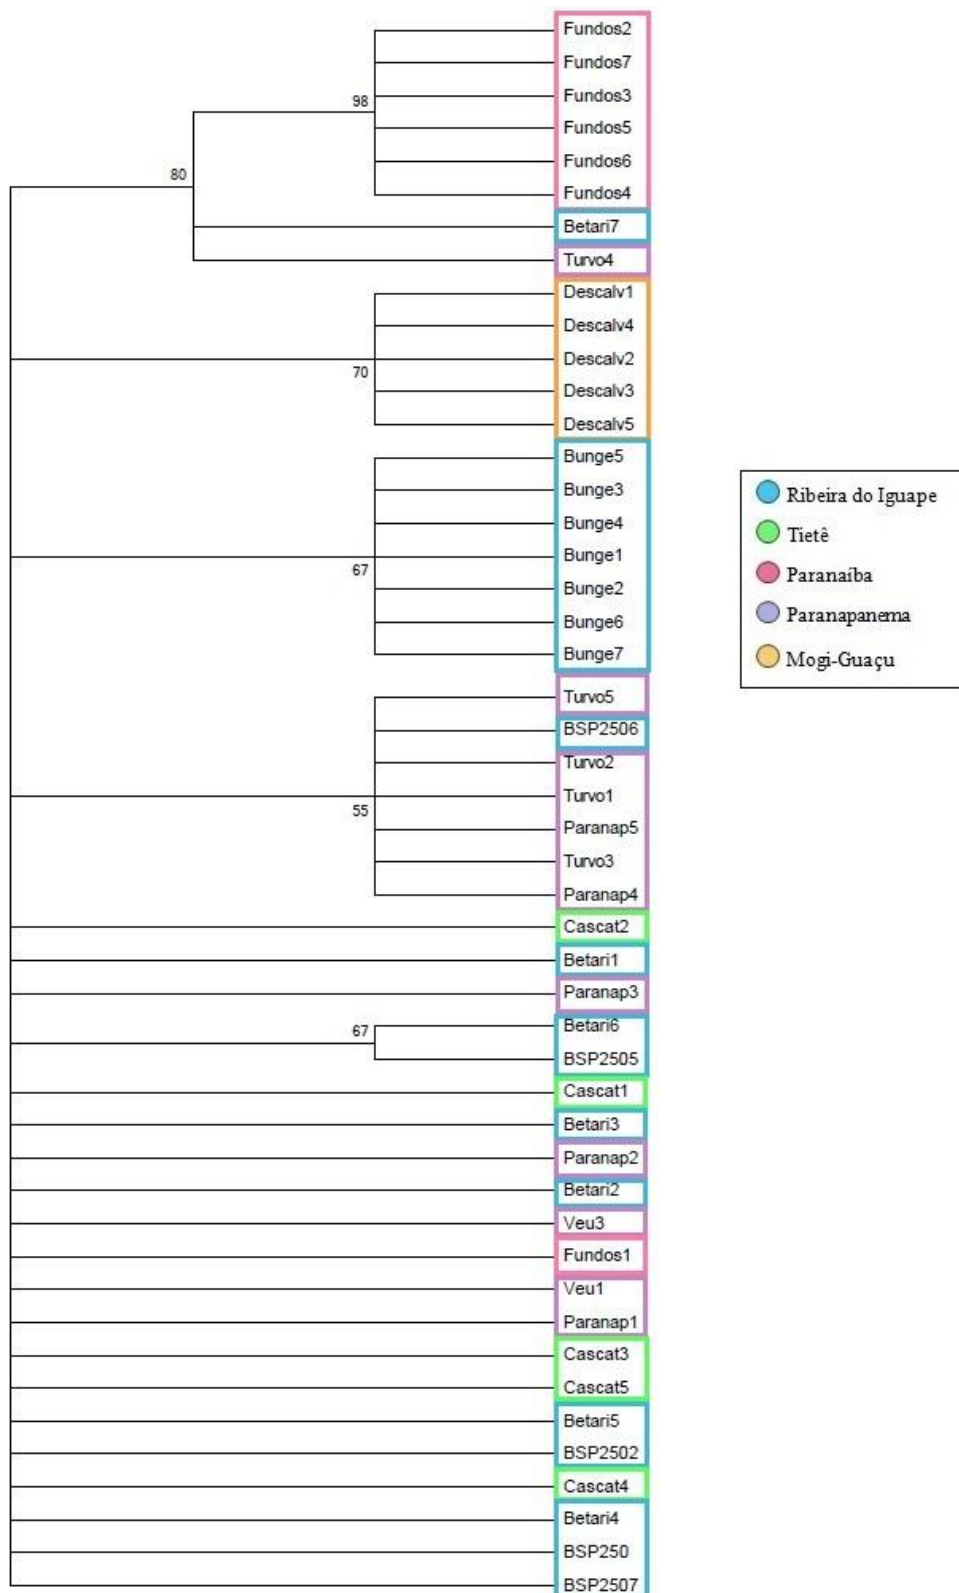 Fundos2
Fundos7
Fundos3
98
Fundos5
Fundos6
Fundos4
80
Betari7
Turvo4
Descalv1
Descalv4
Descalv2
70
Descalv3
Descalv5
Bunge5
Bunge3
Bunge4
Bunge1
67
Bunge2
Bunge6
Bunge7
Turvo5
BSP2506
Turvo2
Turvo1
55
Paranap5
Turvo3
Paranap4
Cascat2
Betari1
Paranap3
67
Betari6
BSP2505
Cascat1
Betari3
Paranap2
Betari2
Veu3
Fundos1
Veu1
Paranap1
Cascat3
Cascat5
Betari5
BSP2502
Cascat4
Betari4
BSP250
BSP2507
Ribeira do Iguape
Tietê
Paranaíba
Paranapanema
Mogi-Guaçu